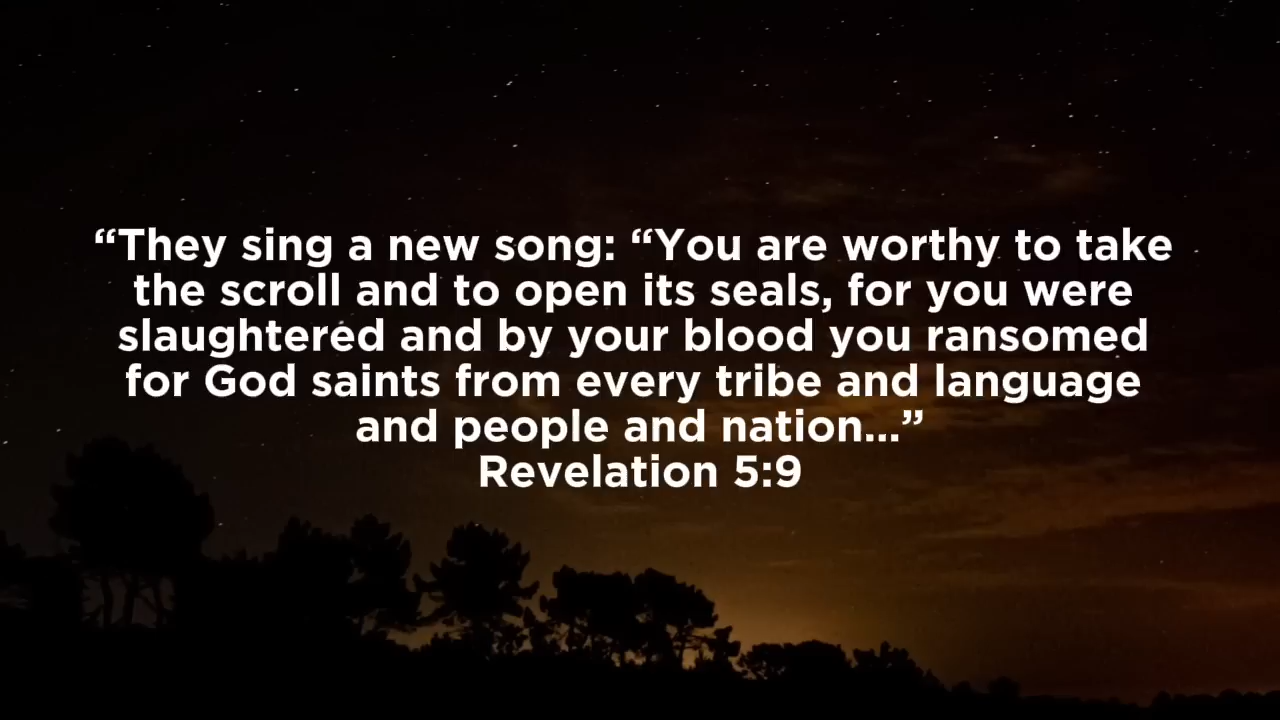 “They sing a new song: “You are worthy to take
the scroll and to open its seals, for you were
slaughtered and by your blood you ransomed
for God saints from every tribe and language
and people and nation...”
Revelation 5:9